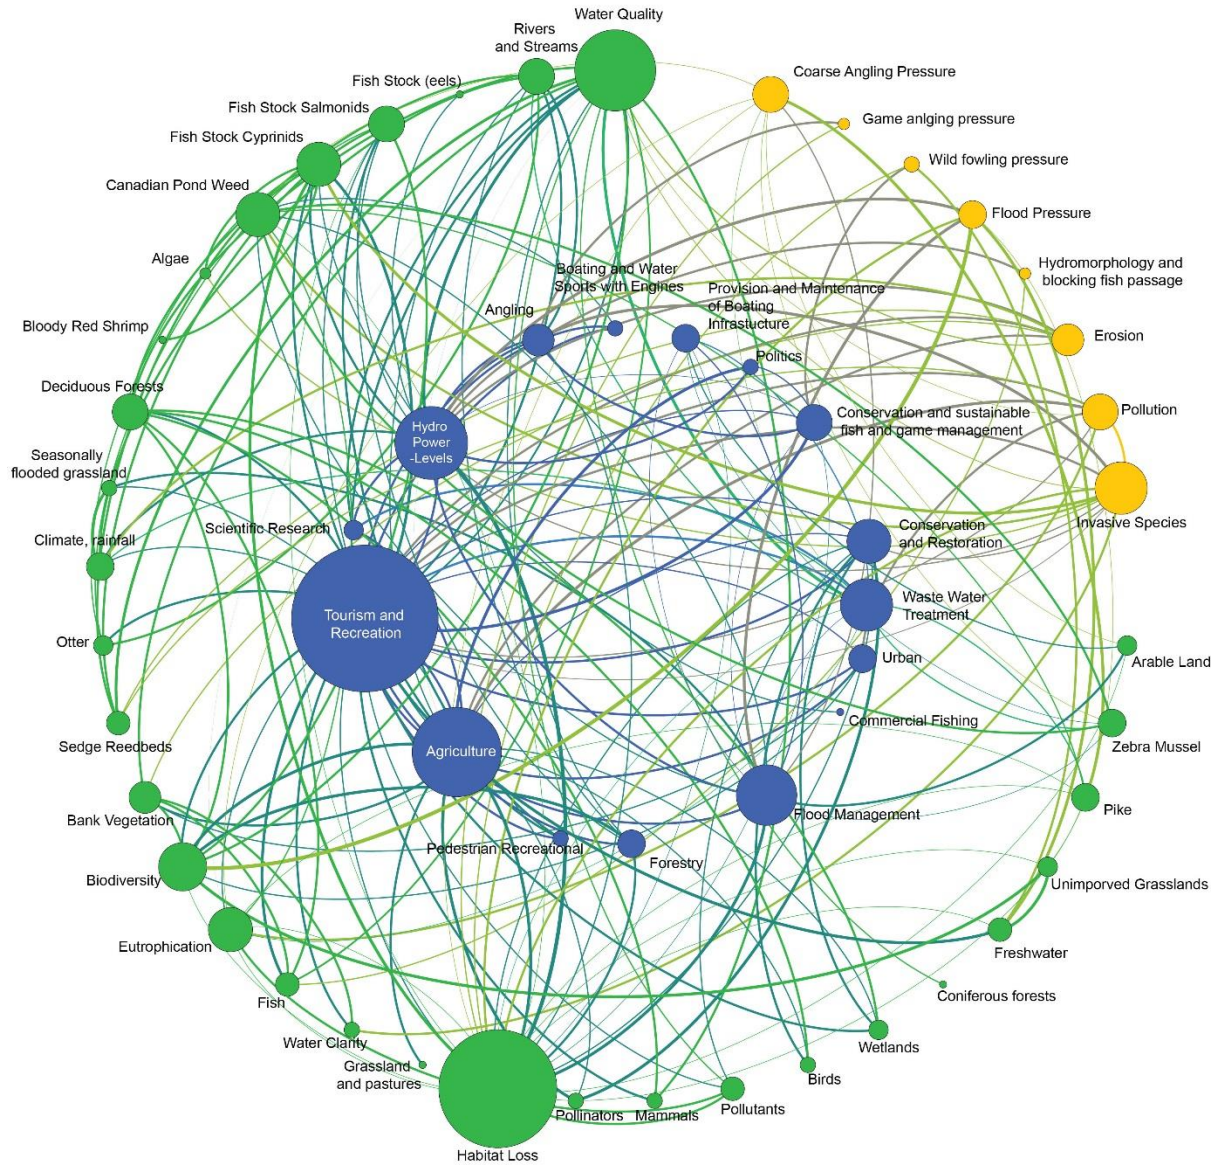 Water Quality
Rivers
and Streams
Fish Stock (eels)
Fish Stock Salmonids
Fish Stock Cyprinids
Canadian Pond Weed
Algae
Bloody Red Shrimp
Deciduous Forests
Seasonally
flooded grassland
Climate, rainfall
Otter
Sedge Reedbeds
Bank Vegetation
Biodiversity
Eutrophication
Fish
Water Clarity
Grassland
and pastures
Habitat Loss
Pollinators
Mammals
Pollutants
Birds
Wetlands
Coniferous forests
Freshwater
Unimporved Grasslands
Pike
Zebra Mussel
Arable Land
Coarse Angling Pressure
Game anlging pressure
Wild fowling pressure
Flood Pressure
Hydromorphology and
blocking fish passage
Erosion
Pollution
Invasive Species
Boating and Water
Sports with Engines
Angling
Provision and Maintenance
of Boating
Infrastucture
Politics
Conservation and sustainable
fish and game management
Hydro
Power
-Levels
Scientific Research
Conservation
and Restoration
Waste Water
Treatment
Tourism and
Recreation
Urban
Commercial Fishing
Agriculture
Flood Management
Pedestrian Recreational
Forestry